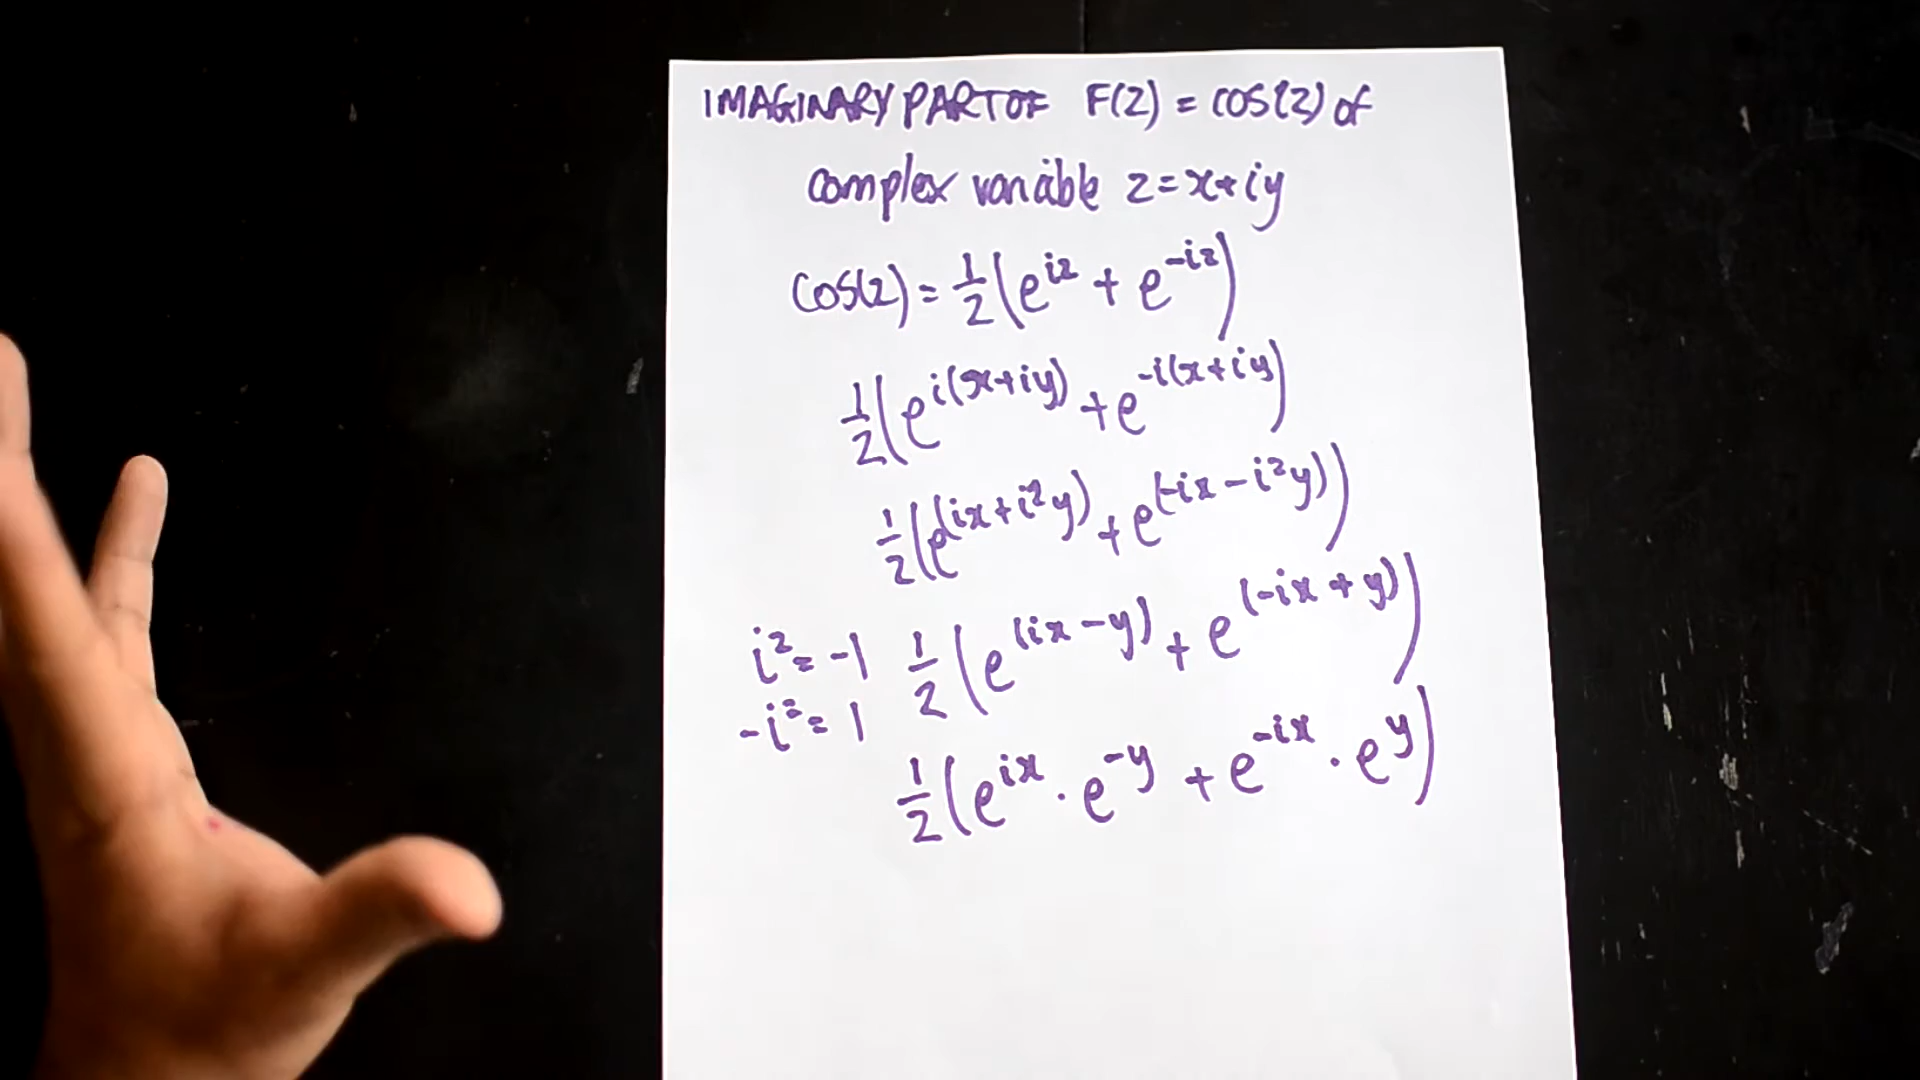 IMAGINARY PART OF F(Z) = COS(Z) of
complex variable z=x+iy
COS(Z) = 1/2(e^{iz} + e^{-iz})
1/2(e^{i(x+iy)} + e^{-i(x+iy)})
1/2(e^{(ix+i²y)} + e^{(-ix-i²y)})
i²=-1 1/2(e^{(ix-y)} + e^{(-ix+y)})
-i²=1
1/2(e^{ix} · e^{-y} + e^{-ix} · e^{y})